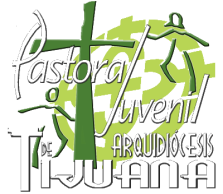 Pastoral
Juvenil
DE ARQUIDIÓCESIS
TIJUANA